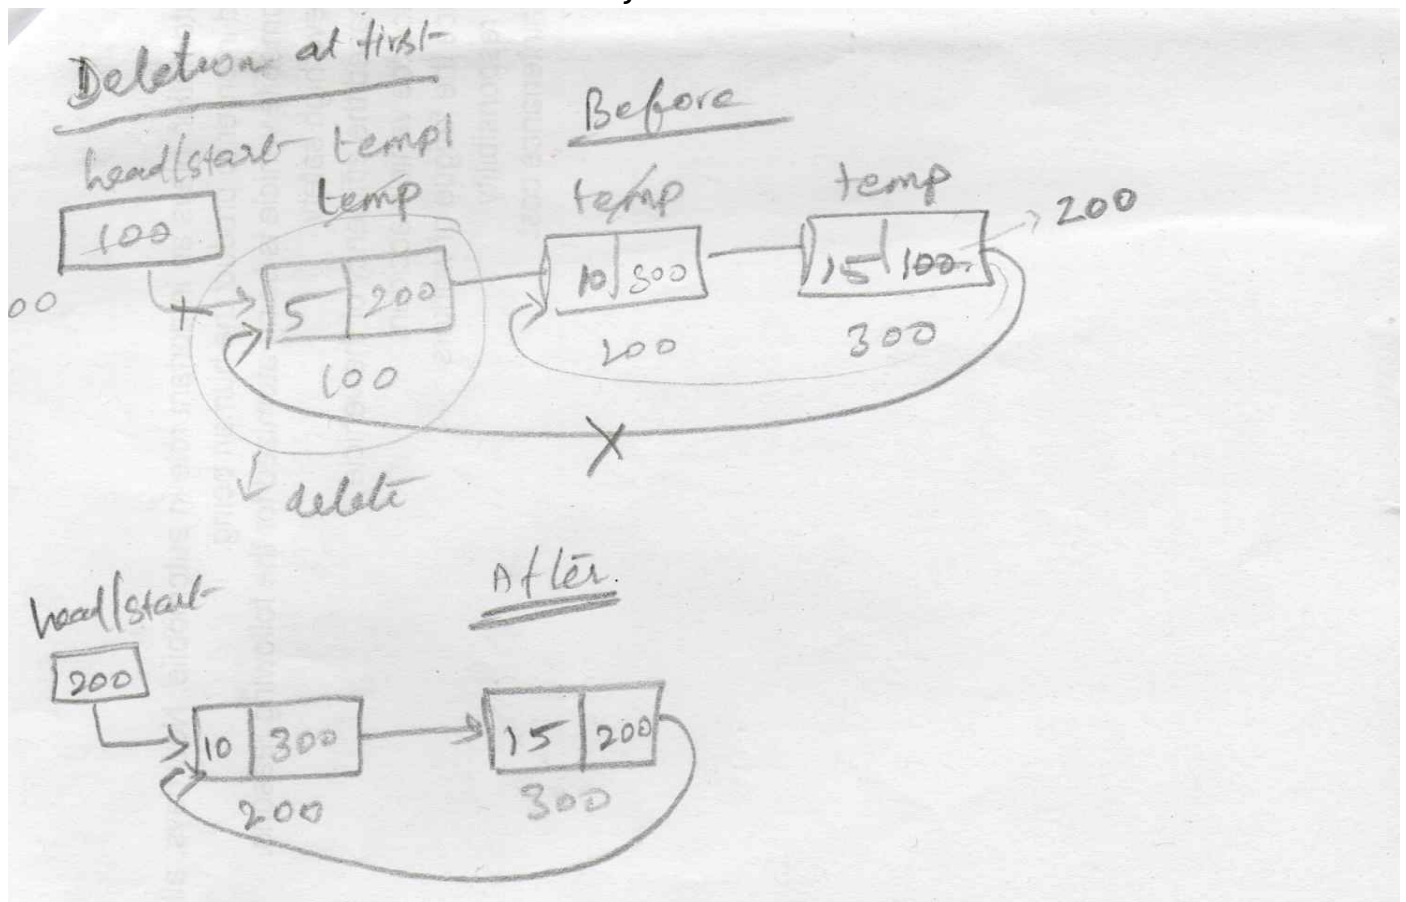 Deletion at first
Before
head/start temp1
temp temp temp
100
200
5 200 10 300 15 100
00
100 200 300
delete
After
head/start
200
10 300 15 200
200 300